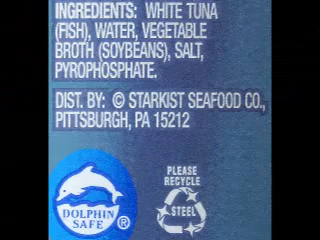 INGREDIENTS: WHITE TUNA
(FISH), WATER, VEGETABLE
BROTH (SOYBEANS), SALT,
PYROPHOSPHATE.
DIST. BY: © STARKIST SEAFOOD CO.,
PITTSBURGH, PA 15212
PLEASE
RECYCLE
STEEL
DOLPHIN
SAFE ®